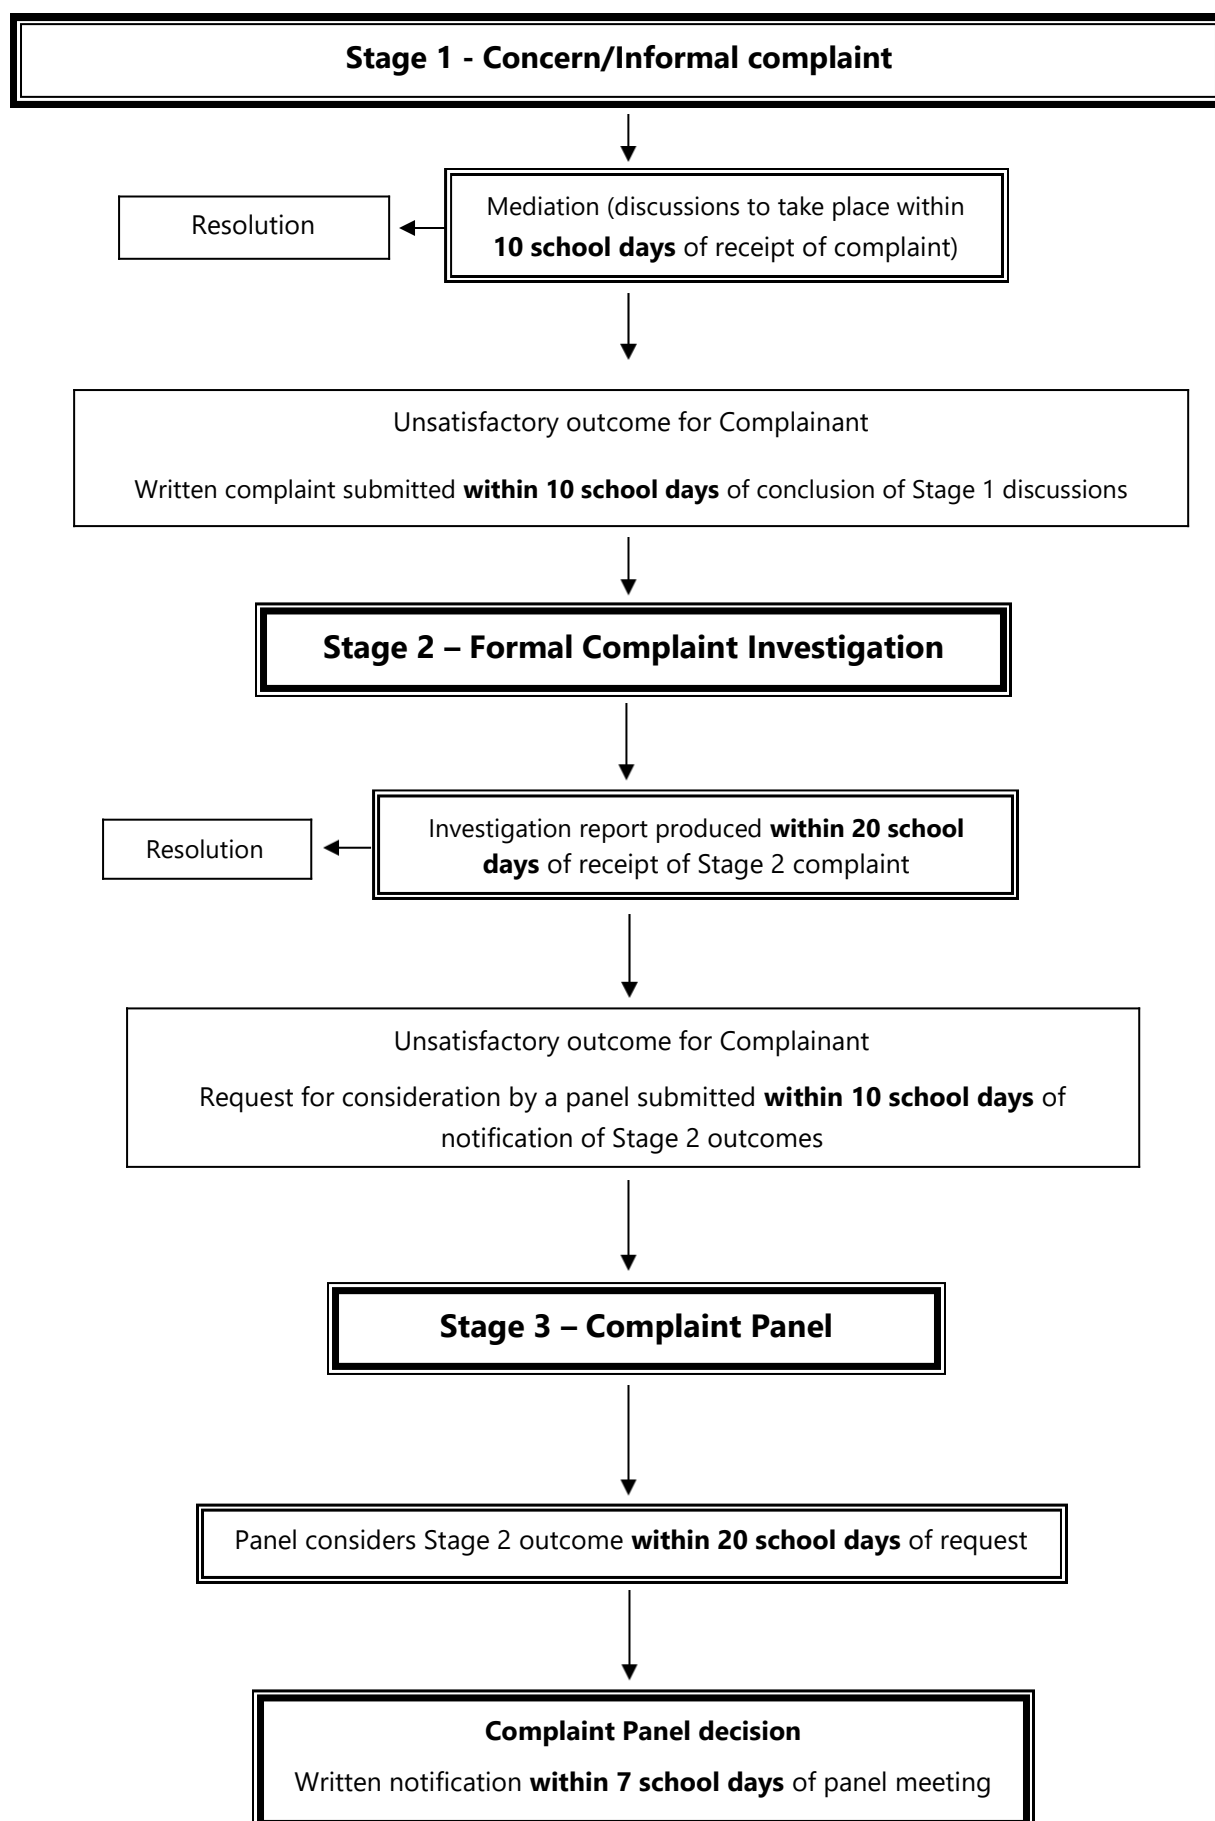 Stage 1 - Concern/Informal complaint
Resolution
Mediation (discussions to take place within
10 school days of receipt of complaint)
Unsatisfactory outcome for Complainant
Written complaint submitted within 10 school days of conclusion of Stage 1 discussions
Stage 2 – Formal Complaint Investigation
Resolution
Investigation report produced within 20 school
days of receipt of Stage 2 complaint
Unsatisfactory outcome for Complainant
Request for consideration by a panel submitted within 10 school days of
notification of Stage 2 outcomes
Stage 3 – Complaint Panel
Panel considers Stage 2 outcome within 20 school days of request
Complaint Panel decision
Written notification within 7 school days of panel meeting